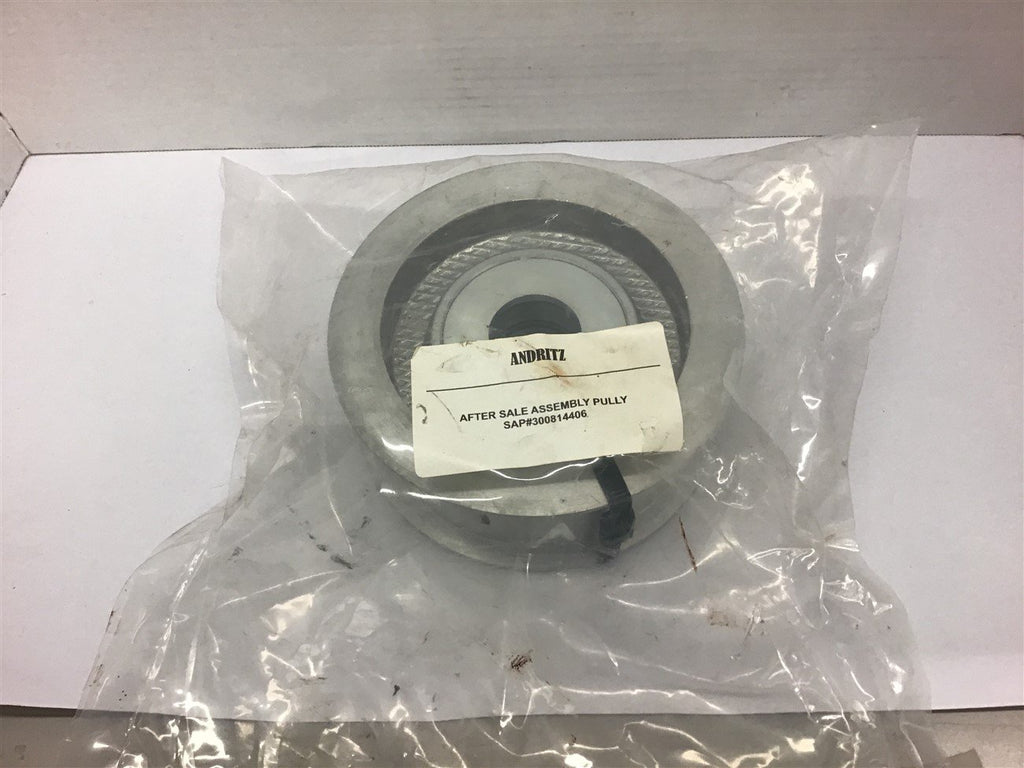 ANDRITZ
AFTER SALE ASSEMBLY PULLY
SAP#300814406